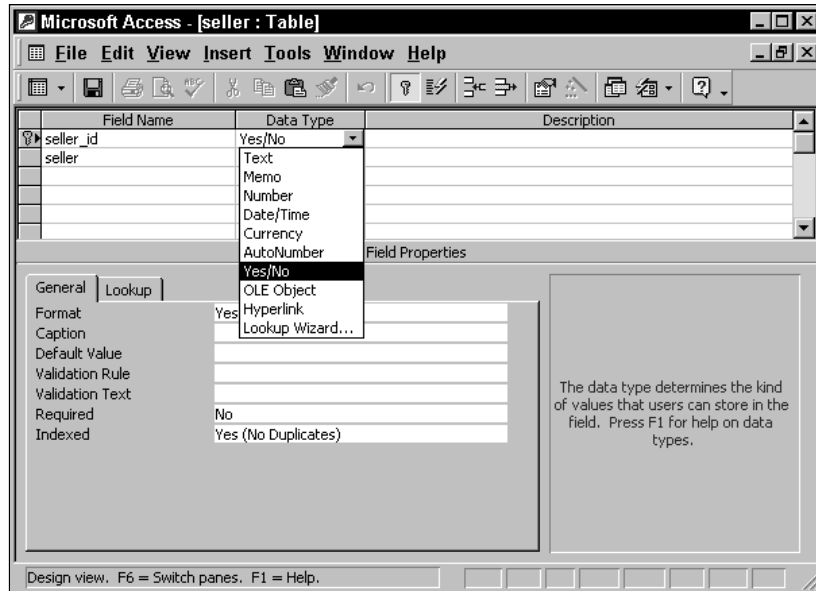 Microsoft Access - [seller : Table]
File Edit View Insert Tools Window Help
Field Name Data Type Description
seller_id Yes/No
seller Text
Memo
Number
Date/Time
Currency
AutoNumber
Field Properties
Yes/No
OLE Object
Hyperlink
Lookup Wizard...
General Lookup
Format Yes
Caption
Default Value
Validation Rule
Validation Text
Required No
Indexed Yes (No Duplicates)
The data type determines the kind
of values that users can store in the
field. Press F1 for help on data
types.
Design view. F6 = Switch panes. F1 = Help.